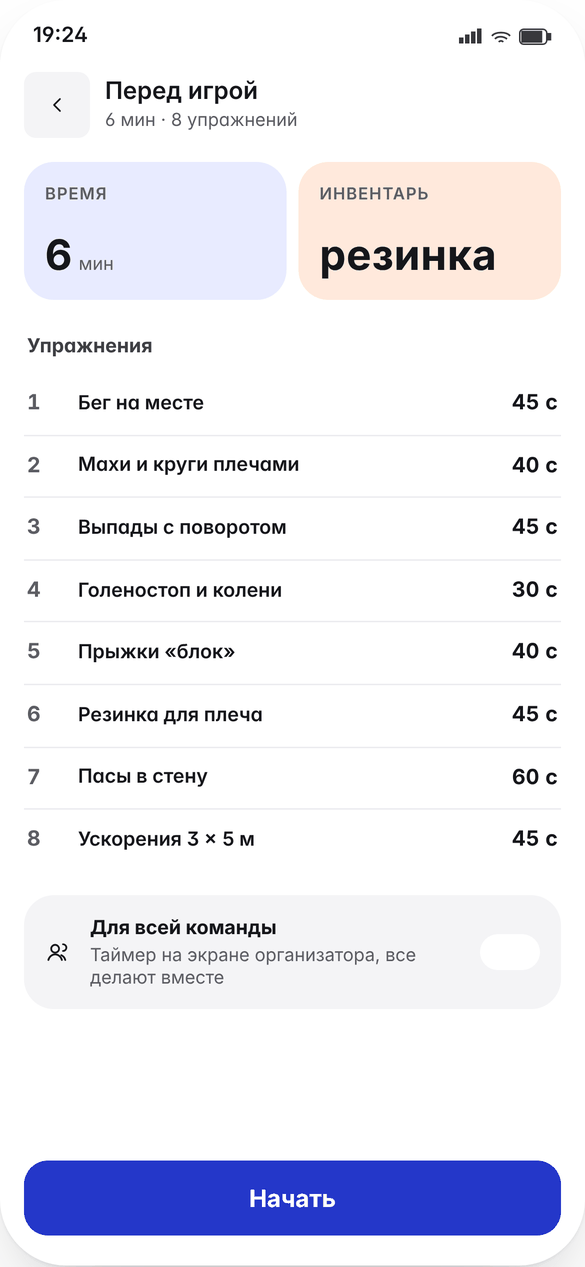 19:24
Перед игрой
6 мин · 8 упражнений
ВРЕМЯ
6 мин
ИНВЕНТАРЬ
резинка
Упражнения
1 Бег на месте 45 с
2 Махи и круги плечами 40 с
3 Выпады с поворотом 45 с
4 Голеностоп и колени 30 с
5 Прыжки «блок» 40 с
6 Резинка для плеча 45 с
7 Пасы в стену 60 с
8 Ускорения 3 × 5 м 45 с
Для всей команды
Таймер на экране организатора, все
делают вместе
Начать